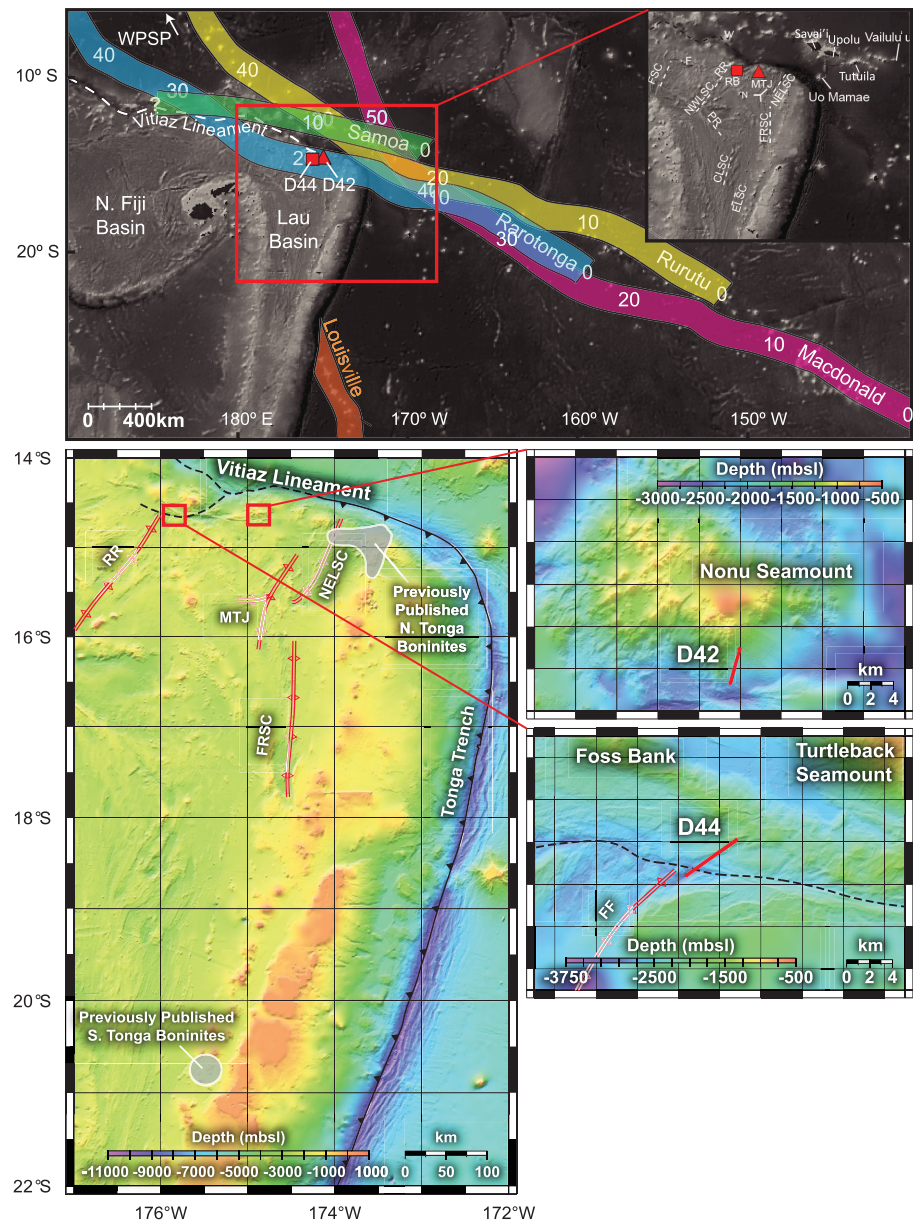 WPSP
40
40
30
?
Vitiaz Lineament
10
Samoa
0
50
2
D44
D42
20
N. Fiji
Basin
Lau
Basin
Rarotonga
0
30
10
Rurutu
0
20
10
Macdonald
0
Louisville
0
400km
10° S
20° S
180° E
170° W
160° W
150° W
W
Savai'i
Upolu
Vailulu'u
Tutuila
Uo Mamae
FSC
F
RR
RB
MTJ
NWLSC
NELSC
N
PR
FRSC
CLSC
ELSC
14°S
16°S
18°S
20°S
22°S
176°W
174°W
172°W
Vitiaz Lineament
RR
MTJ
NELSC
FRSC
Previously
Published
N. Tonga
Boninites
Tonga Trench
Previously Published
S. Tonga Boninites
Depth (mbsl)
-11000 -9000 -7000 -5000 -3000 1000
km
0 50 100
Depth (mbsl)
-3000 -2500 -2000 -1500 -1000 -500
Nonu Seamount
D42
km
0 2 4
Foss Bank
Turtleback
Seamount
D44
FF
Depth (mbsl)
-3750 -2500 -1500 -500
km
0 2 4